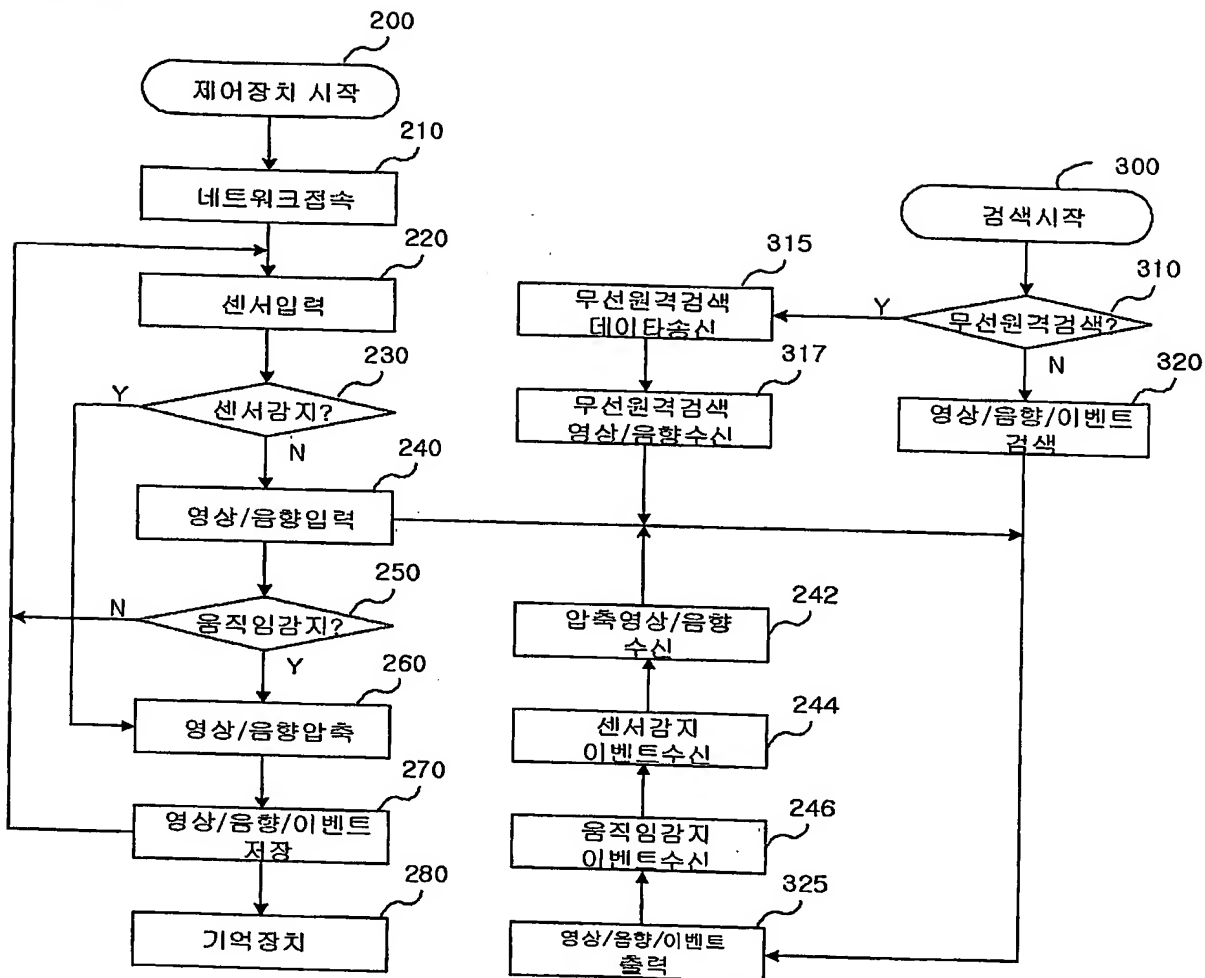 200
제어장치 시작
210
네트워크접속
220
센서입력
230
Y
센서감지?
N
240
영상/음향입력
250
N
움직임감지?
Y
260
영상/음향압축
270
영상/음향/이벤트
저장
280
기억장치
300
검색시작
310
무선원격검색?
Y
N
315
무선원격검색
데이타송신
317
무선원격검색
영상/음향수신
320
영상/음향/이벤트
검색
242
압축영상/음향
수신
244
센서감지
이벤트수신
246
움직임감지
이벤트수신
325
영상/음향/이벤트
출력